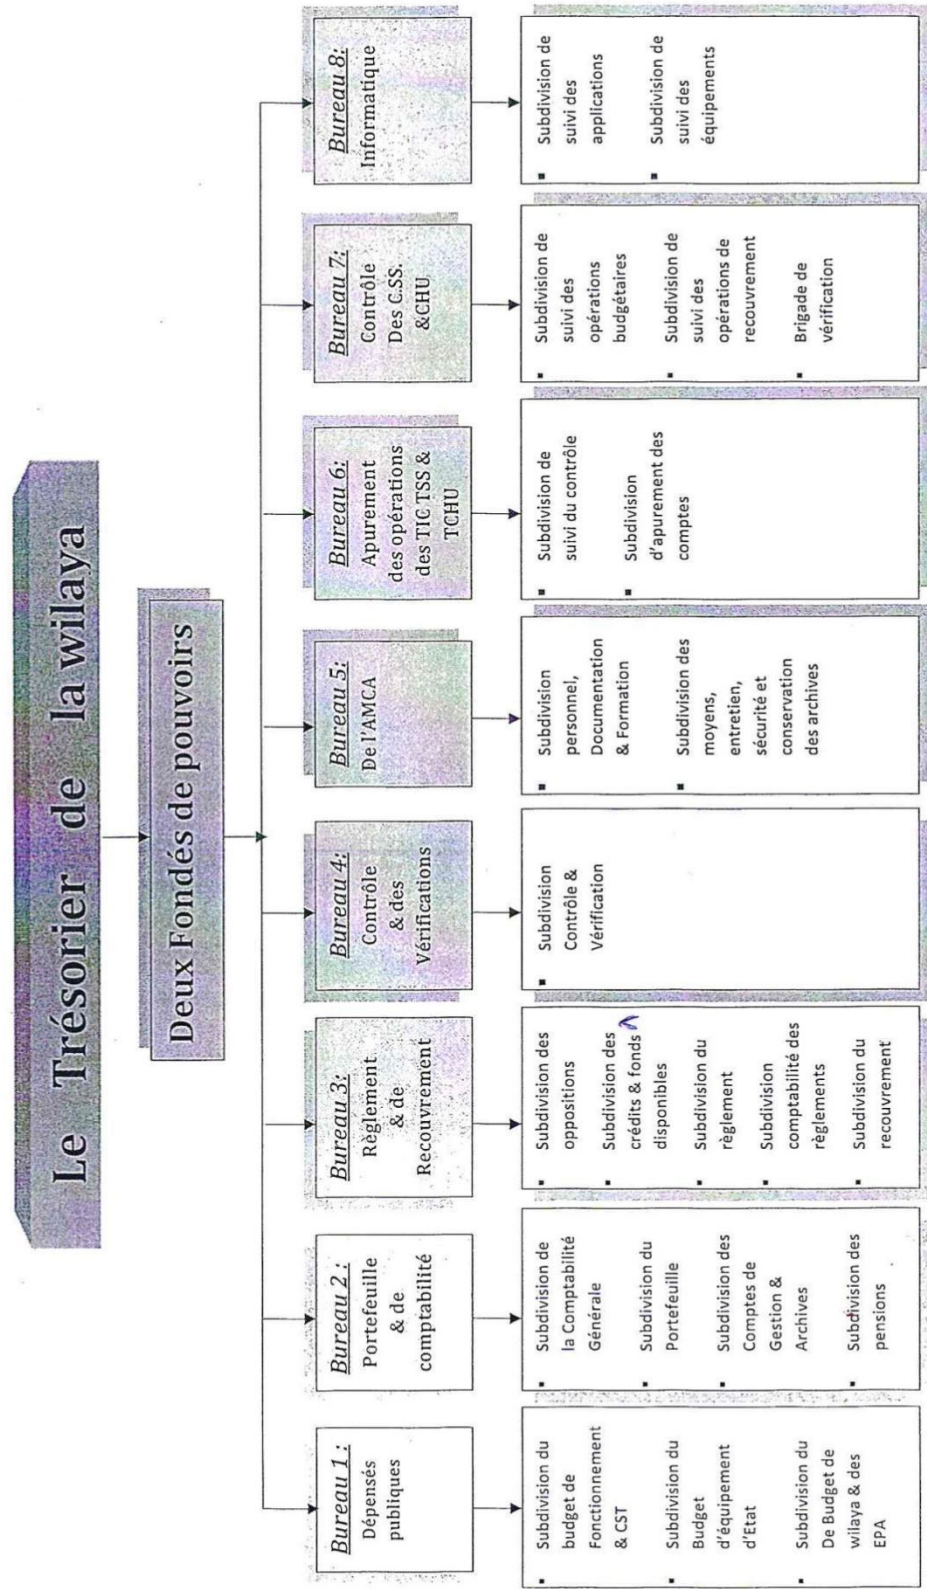 Le Trésorier de la wilaya
Deux Fondés de pouvoirs
Bureau 1 :
Dépensés
publiques
Subdivision du
budget de
Fonctionnement
& CST
Subdivision du
Budget
d'équipement
d'Etat
Subdivision du
De Budget de
wilaya & des
EPA
Bureau 2 :
Portefeuille
& de
comptabilité
Subdivision de
la Comptabilité
Générale
Subdivision du
Portefeuille
Subdivision des
Comptes de
Gestion &
Archives
Subdivision des
pensions
Bureau 3:
Règlement
& de
Recouvrement
Subdivision des
oppositions
Subdivision des
crédits & fonds
disponibles
Subdivision du
règlement
Subdivision
comptabilité des
règlements
Subdivision du
recouvrement
Bureau 4:
Contrôle
& des
Vérifications
Subdivision
Contrôle &
Vérification
Bureau 5:
De l'AMCA
Subdivision
personnel,
Documentation
& Formation
Subdivision des
moyens,
entretien,
sécurité et
conservation
des archives
Bureau 6:
Apurement
des opérations
des TIC TSS &
TCHU
Subdivision de
suivi du contrôle
Subdivision
d'apurement des
comptes
Bureau 7:
Contrôle
Des C.SS.
&CHU
Subdivision de
suivi des
opérations
budgétaires
Subdivision de
suivi des
opérations de
recouvrement
Brigade de
vérification
Bureau 8:
Informatique
Subdivision de
suivi des
applications
Subdivision de
suivi des
équipements